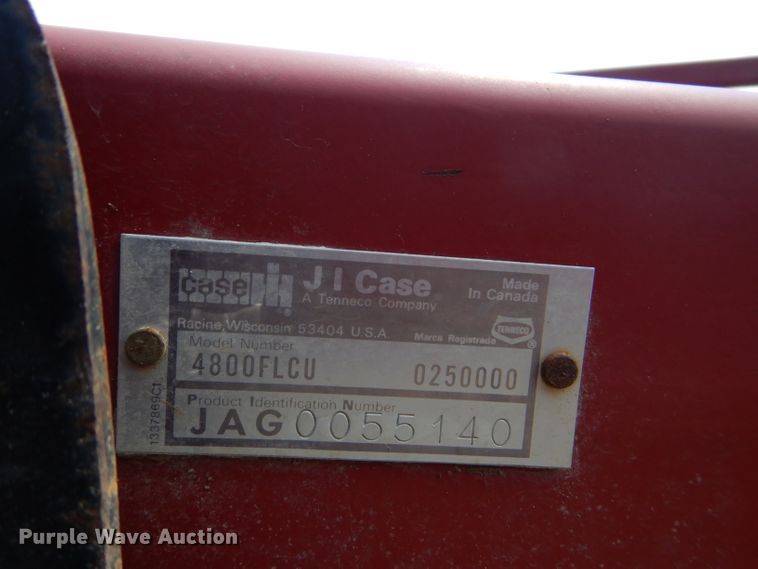 case IH
J I Case
A Tenneco Company
Made
In Canada
Racine, Wisconsin 53404 U.S.A.
TENNECO
Marca Registrada ®
Model Number
4800FLCU 0250000
Product Identification Number
JAG0055140
1337869C1
Purple Wave Auction